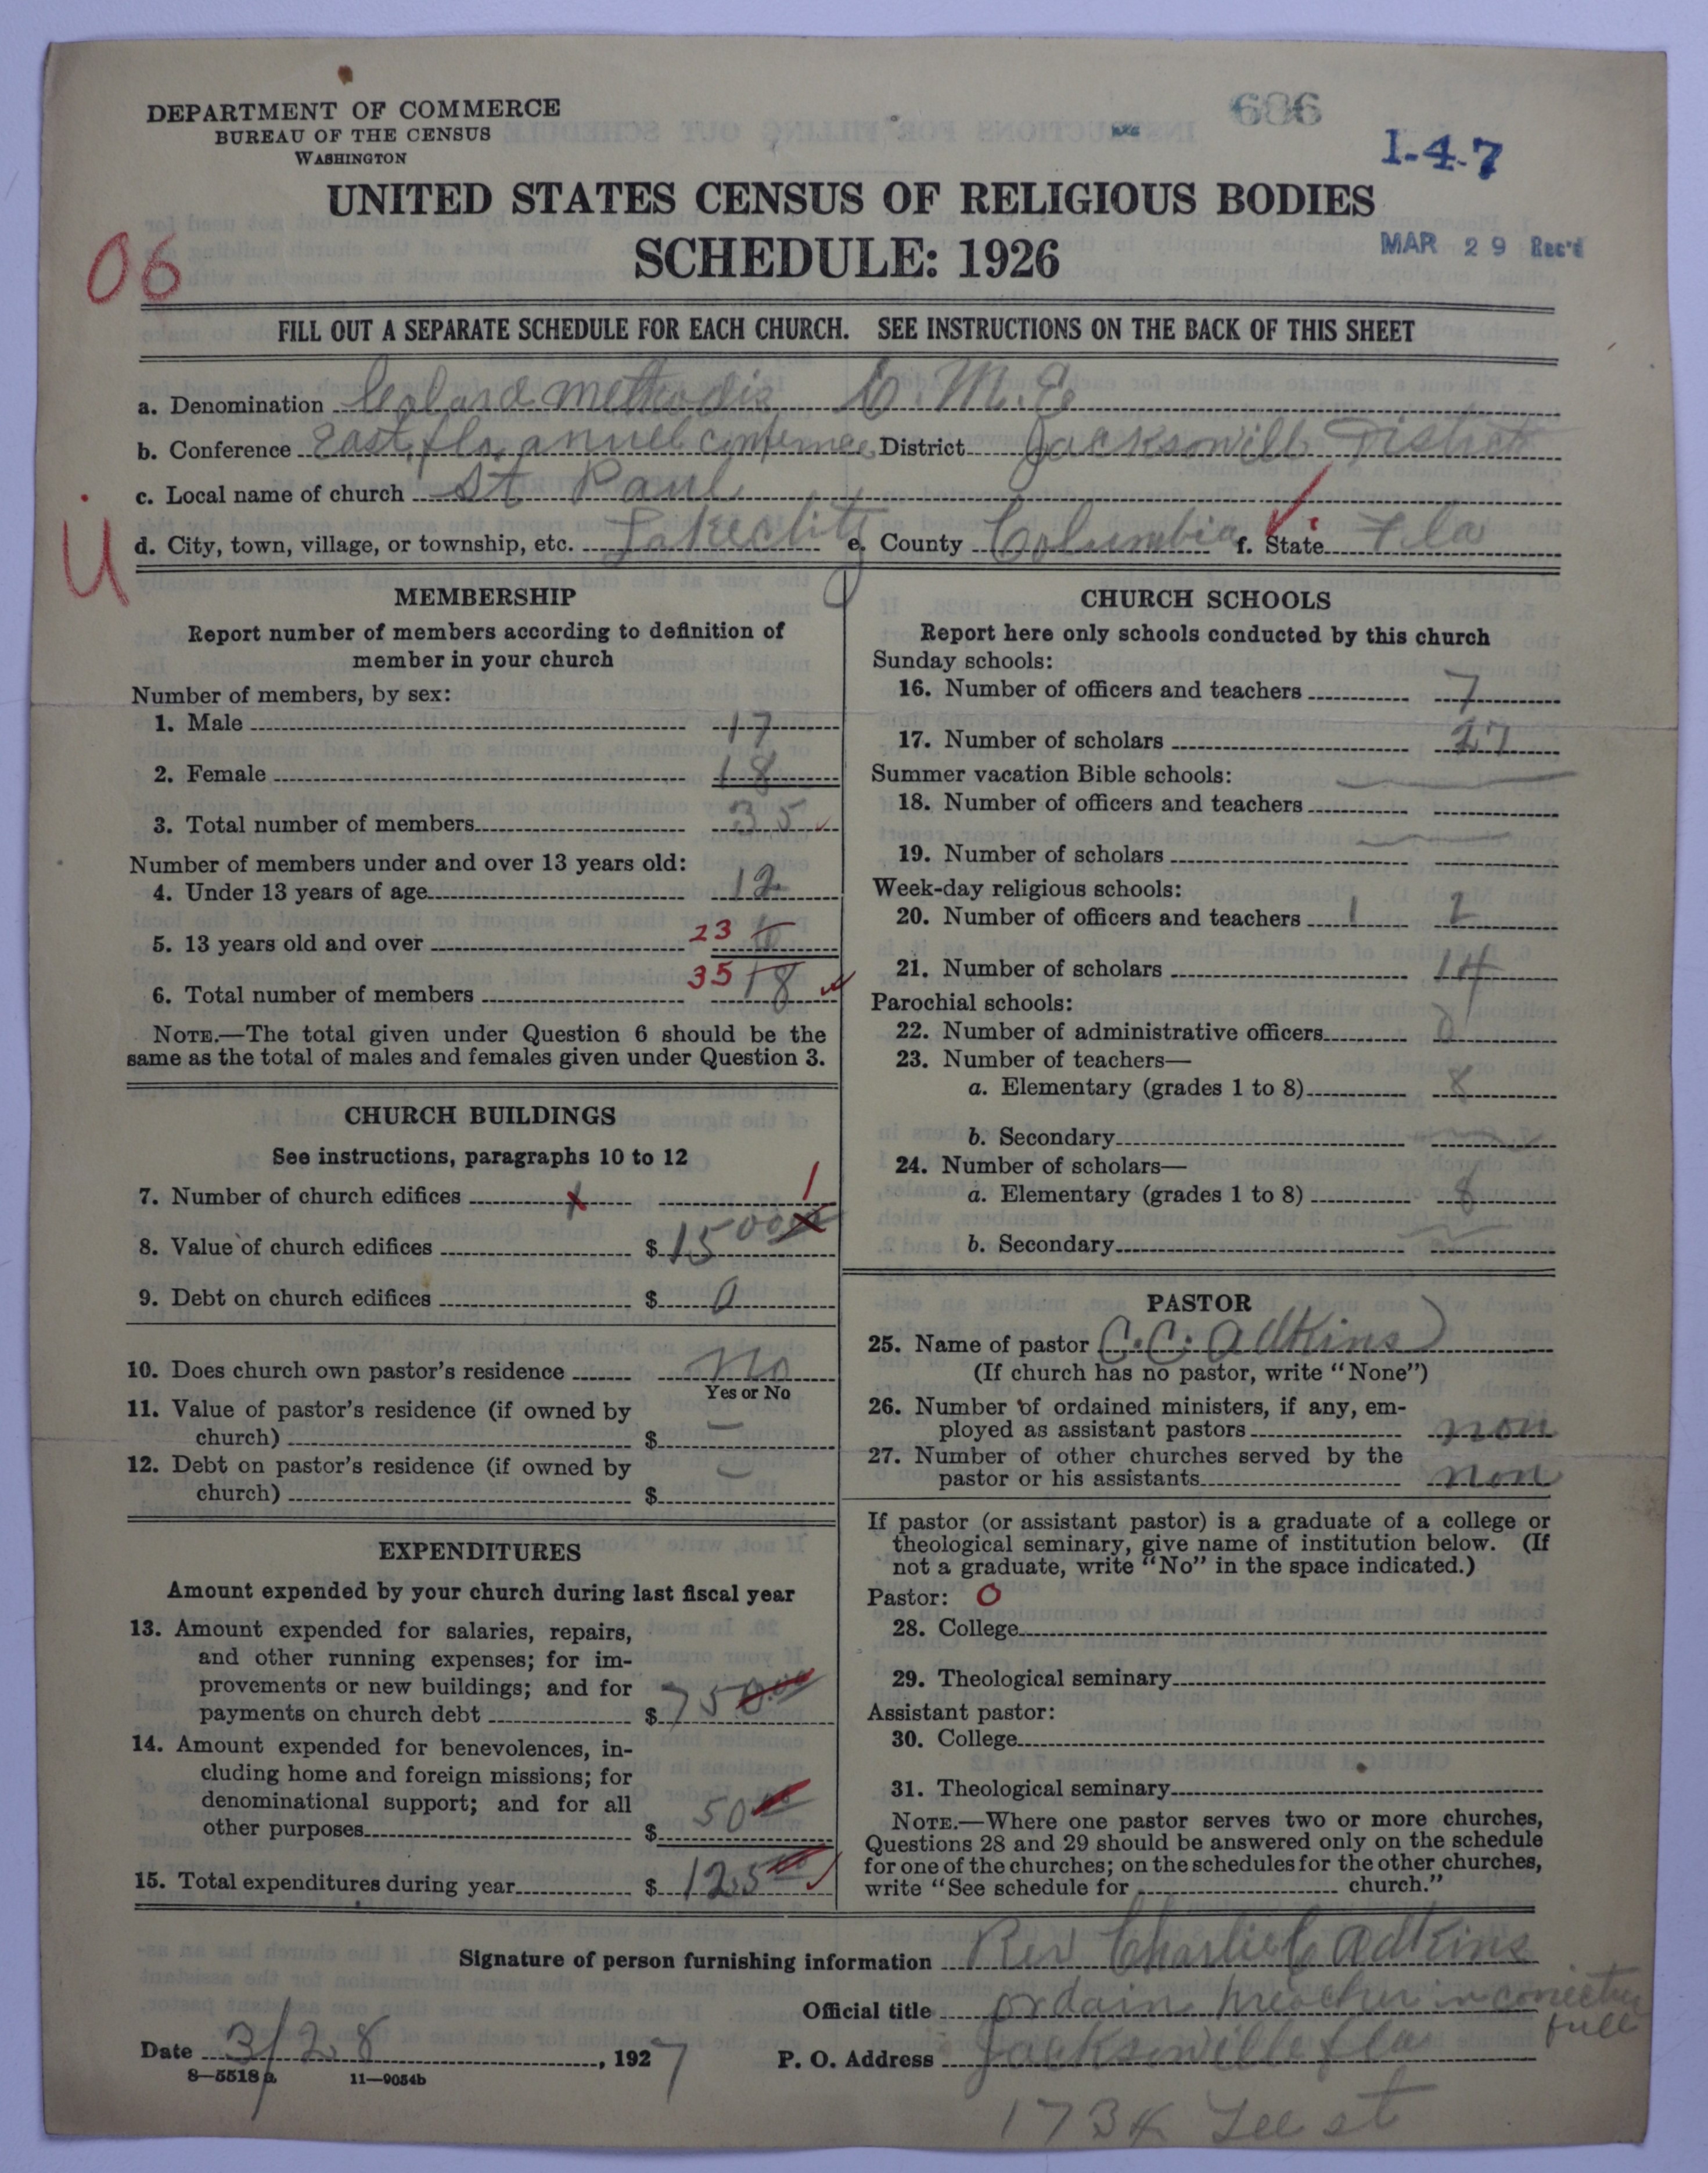 DEPARTMENT OF COMMERCE
BUREAU OF THE CENSUS
WASHINGTON
686
1-4-7
UNITED STATES CENSUS OF RELIGIOUS BODIES
SCHEDULE: 1926
MAR 29 Rec'd
06
FILL OUT A SEPARATE SCHEDULE FOR EACH CHURCH. SEE INSTRUCTIONS ON THE BACK OF THIS SHEET
a. Denomination Colard methodis C. M. E
b. Conference East, fla, annuel conference District Jacksonvill District
c. Local name of church St Paul
d. City, town, village, or township, etc. Lakecity e. County Columbia f. State Fla
Ü
MEMBERSHIP
Report number of members according to definition of
member in your church
Number of members, by sex:
1. Male 17
2. Female 18
3. Total number of members 35
Number of members under and over 13 years old:
4. Under 13 years of age 12
5. 13 years old and over 23 6
6. Total number of members 35 18
NOTE.—The total given under Question 6 should be the
same as the total of males and females given under Question 3.
CHURCH BUILDINGS
See instructions, paragraphs 10 to 12
7. Number of church edifices 1
8. Value of church edifices $ 1500
9. Debt on church edifices $ 0
10. Does church own pastor's residence No
Yes or No
11. Value of pastor's residence (if owned by
church) $ –
12. Debt on pastor's residence (if owned by
church) $ –
EXPENDITURES
Amount expended by your church during last fiscal year
13. Amount expended for salaries, repairs,
and other running expenses; for im-
provements or new buildings; and for
payments on church debt $ 75 0.00
14. Amount expended for benevolences, in-
cluding home and foreign missions; for
denominational support; and for all
other purposes $ 50
15. Total expenditures during year $ 125 00
CHURCH SCHOOLS
Report here only schools conducted by this church
Sunday schools:
16. Number of officers and teachers 7
17. Number of scholars 27
Summer vacation Bible schools:
18. Number of officers and teachers
19. Number of scholars
Week-day religious schools:
20. Number of officers and teachers 1 2
21. Number of scholars 14
Parochial schools:
22. Number of administrative officers 0
23. Number of teachers—
a. Elementary (grades 1 to 8) 8
b. Secondary
24. Number of scholars—
a. Elementary (grades 1 to 8) 8
b. Secondary
PASTOR
25. Name of pastor (C. C. Adkins)
(If church has no pastor, write "None")
26. Number of ordained ministers, if any, em-
ployed as assistant pastors non
27. Number of other churches served by the
pastor or his assistants non
If pastor (or assistant pastor) is a graduate of a college or
theological seminary, give name of institution below. (If
not a graduate, write "No" in the space indicated.)
Pastor: 0
28. College
29. Theological seminary
Assistant pastor:
30. College
31. Theological seminary
NOTE.—Where one pastor serves two or more churches,
Questions 28 and 29 should be answered only on the schedule
for one of the churches; on the schedules for the other churches,
write "See schedule for church."
Signature of person furnishing information Rev Charlie C Adkins
Official title ordain preacher in conection
full
Date 3/28, 1927
P. O. Address Jacksonville fla
8—5518a 11—9054b
1734 Lee st